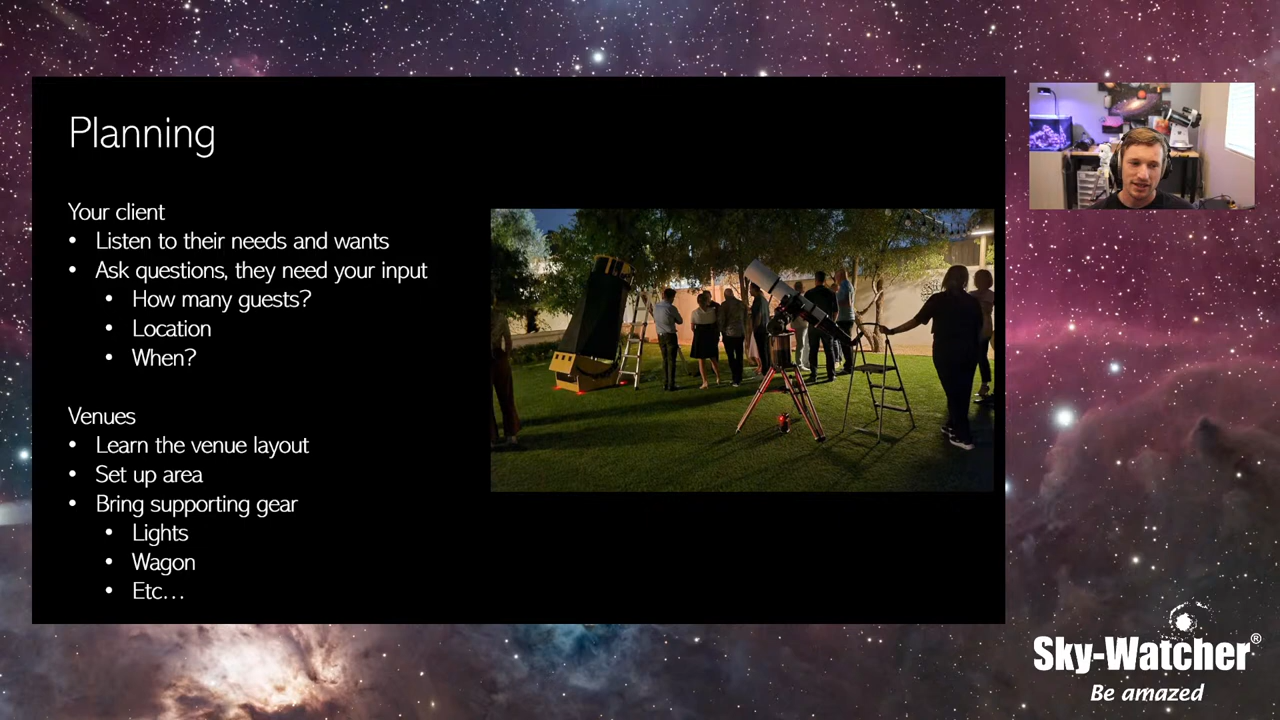 Planning
Your client
• Listen to their needs and wants
• Ask questions, they need your input
• How many guests?
• Location
• When?
Venues
• Learn the venue layout
• Set up area
• Bring supporting gear
• Lights
• Wagon
• Etc…
Sky-Watcher®
Be amazed